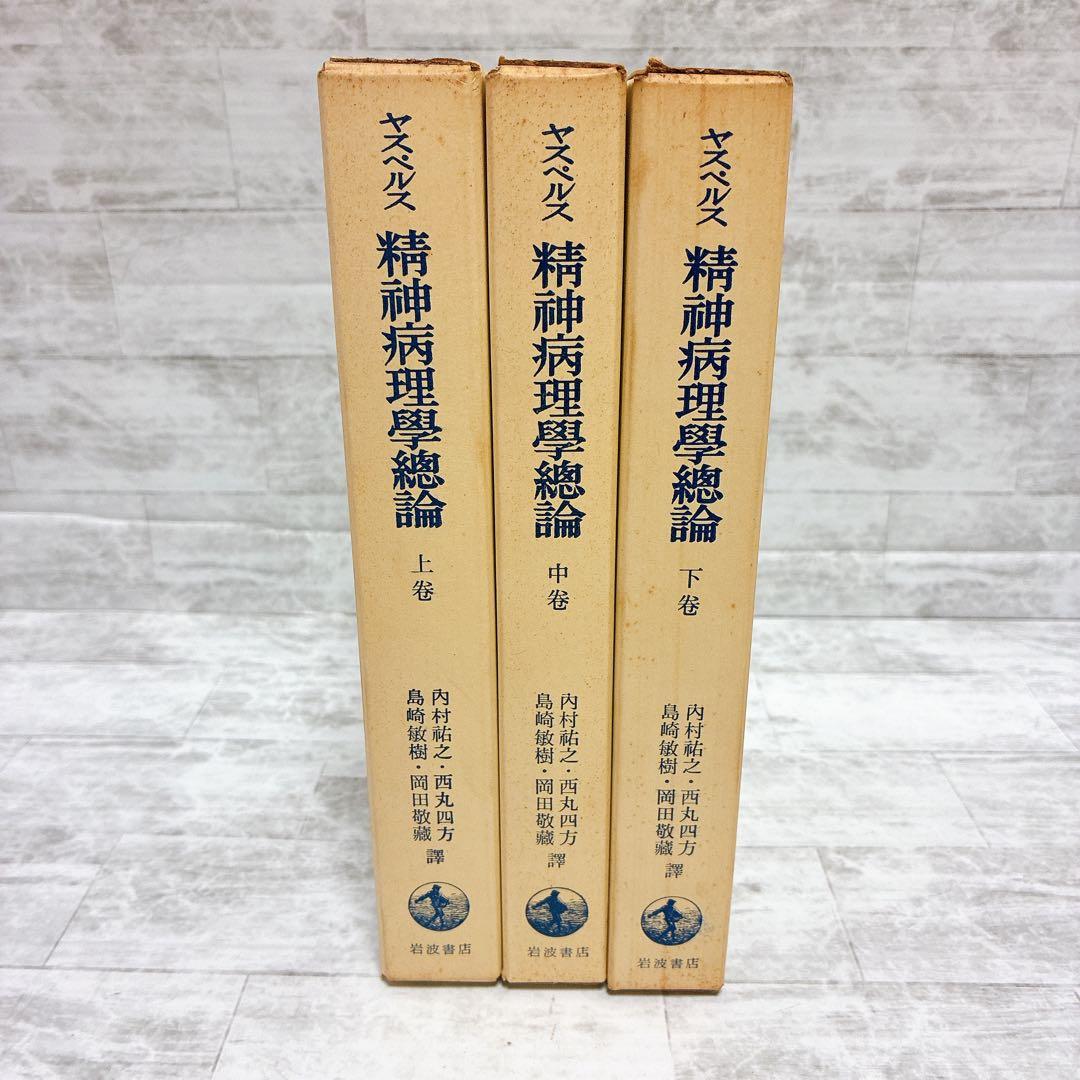 ヤスペルス
精神病理學總論
上卷
內村祐之・西丸四方
島崎敏樹・岡田敬藏
譯
岩波書店
ヤスペルス
精神病理學總論
中卷
內村祐之・西丸四方
島崎敏樹・岡田敬藏
譯
岩波書店
ヤスペルス
精神病理學總論
下卷
內村祐之・西丸四方
島崎敏樹・岡田敬藏
譯
岩波書店